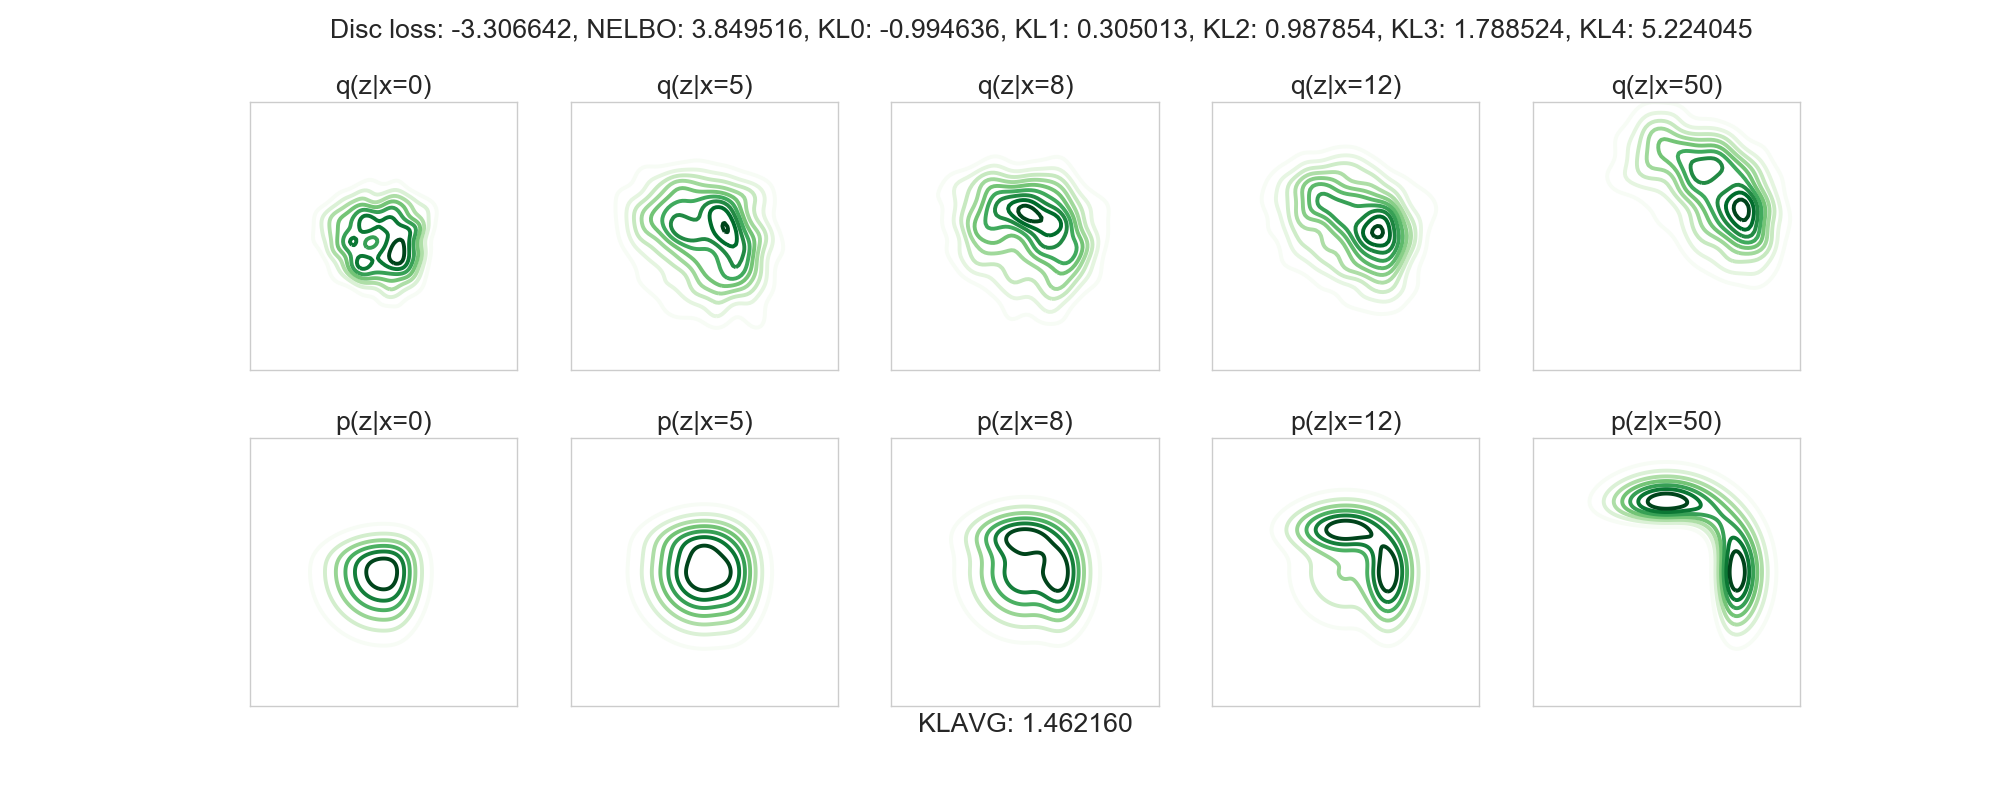 Disc loss: -3.306642, NELBO: 3.849516, KL0: -0.994636, KL1: 0.305013, KL2: 0.987854, KL3: 1.788524, KL4: 5.224045
q(z|x=0) q(z|x=5) q(z|x=8) q(z|x=12) q(z|x=50)
p(z|x=0) p(z|x=5) p(z|x=8) p(z|x=12) p(z|x=50)
KLAVG: 1.462160